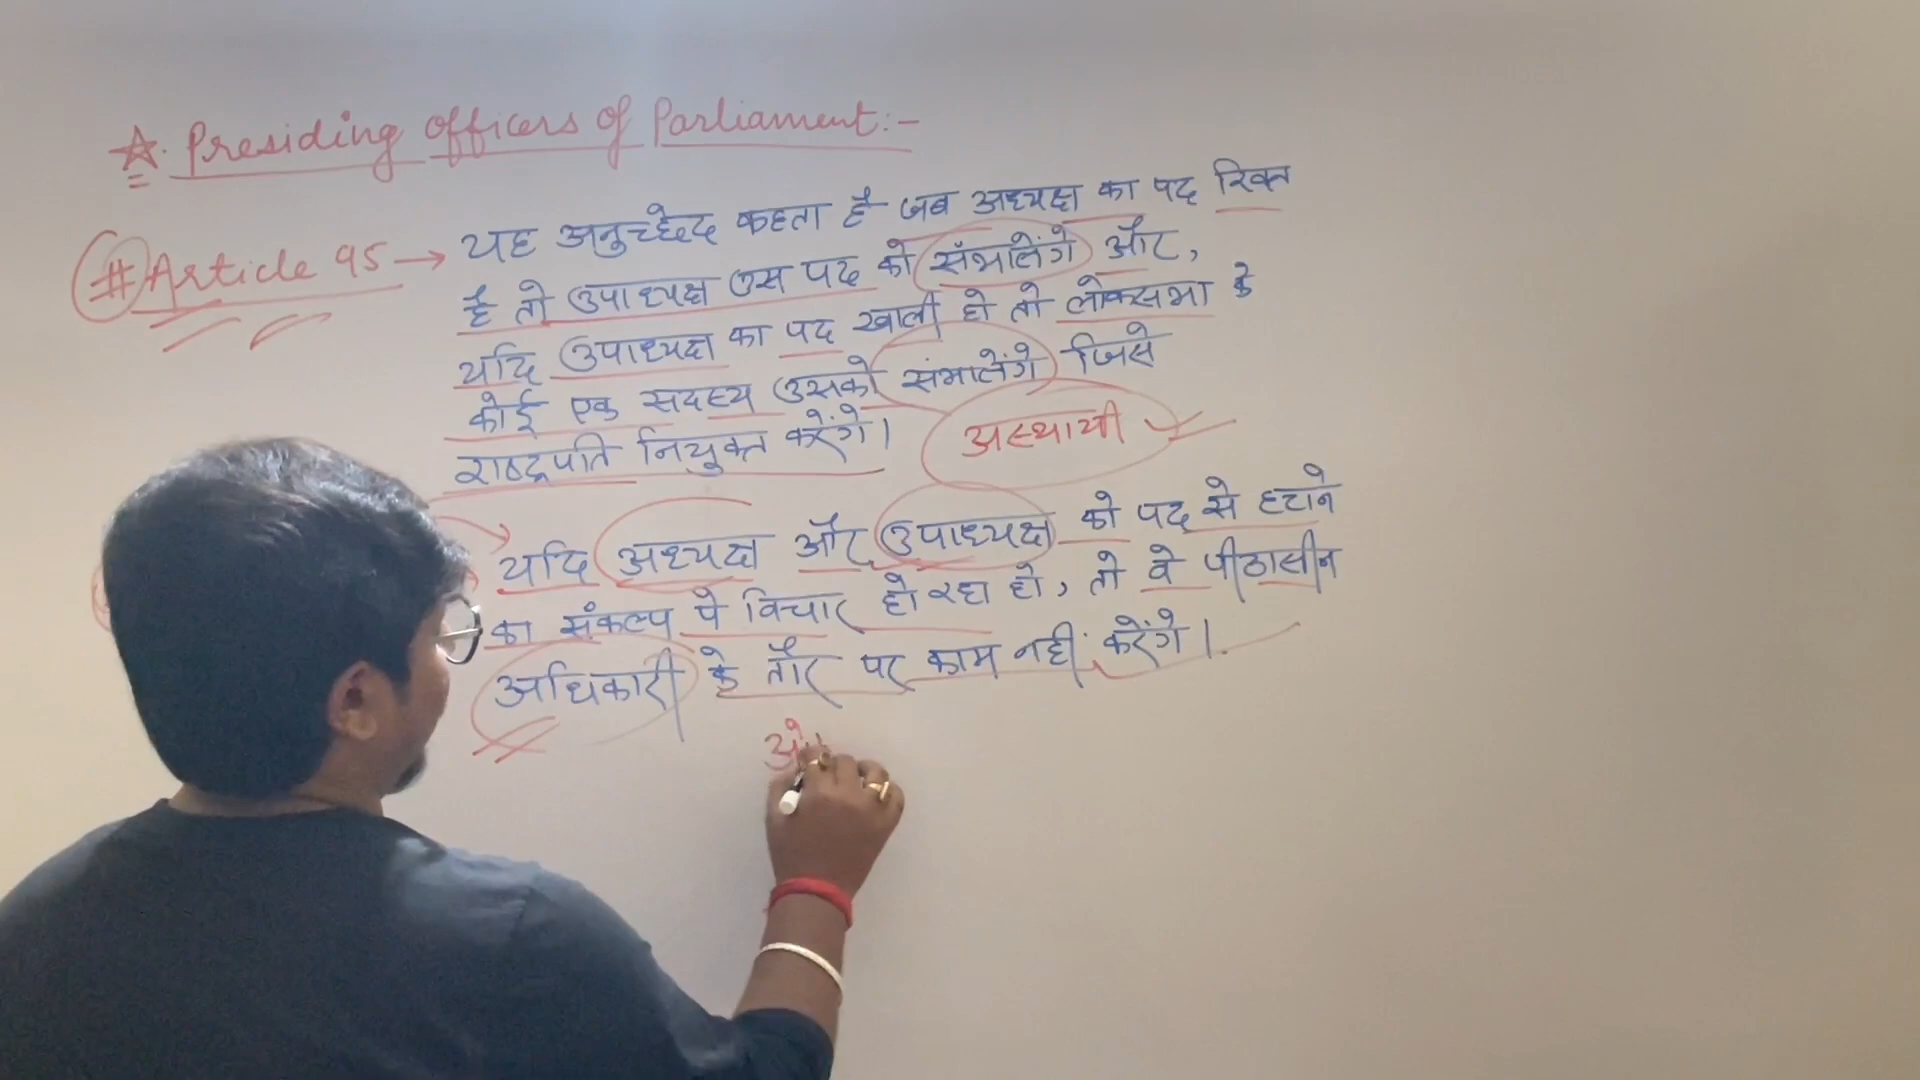 ☆. Presiding officers of Parliament:-
# Article 95 → यह अनुच्छेद कहता है जब अध्यक्ष का पद रिक्त
है तो उपाध्यक्ष उस पद को संभालेंगे और,
यदि उपाध्यक्ष का पद खाली हो तो लोकसभा के
कोई एक सदस्य उसको संभालेंगे जिसे
राष्ट्रपति नियुक्त करेंगे।
अस्थायी
यदि अध्यक्ष और उपाध्यक्ष को पद से हटाने
का संकल्प पे विचार हो रहा हो, तो वे पीठासीन
अधिकारी के तौर पर काम नहीं करेंगे।